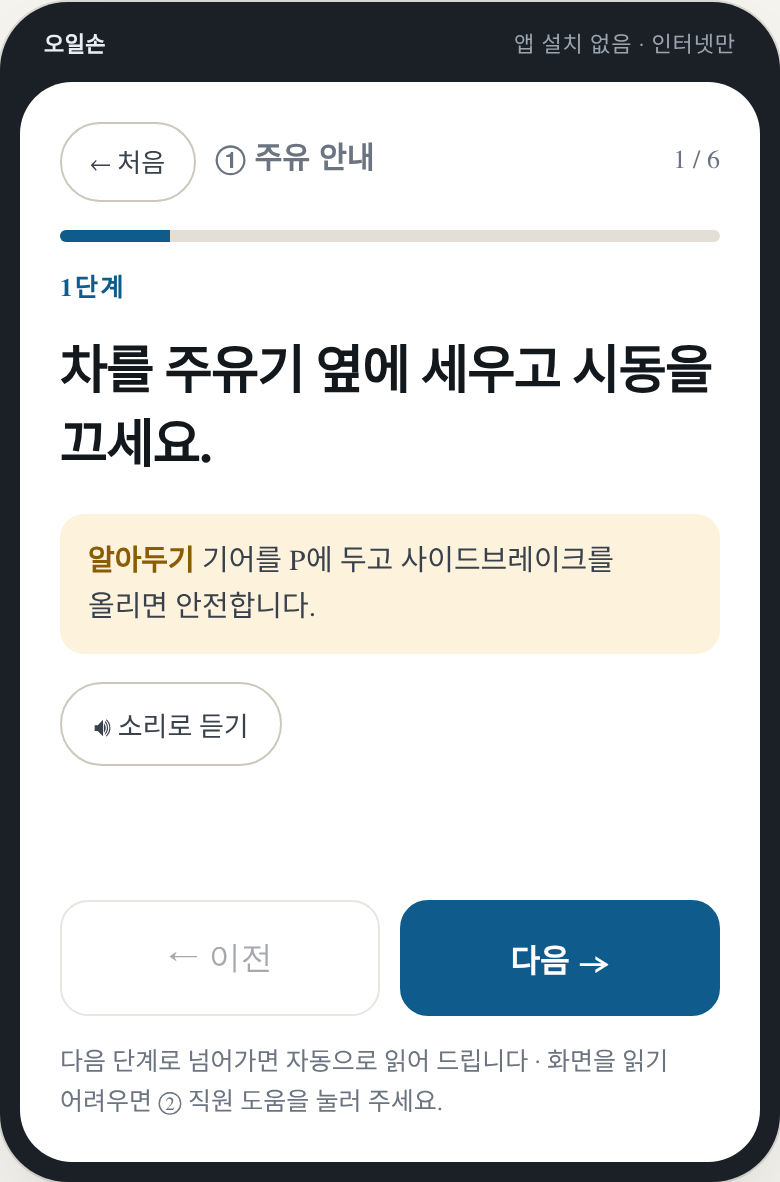 오일손
앱 설치 없음 · 인터넷만
← 처음
① 주유 안내
1 / 6
1단계
차를 주유기 옆에 세우고 시동을
끄세요.
알아두기 기어를 P에 두고 사이드브레이크를
올리면 안전합니다.
🔊 소리로 듣기
← 이전
다음 →
다음 단계로 넘어가면 자동으로 읽어 드립니다 · 화면을 읽기
어려우면 ② 직원 도움을 눌러 주세요.